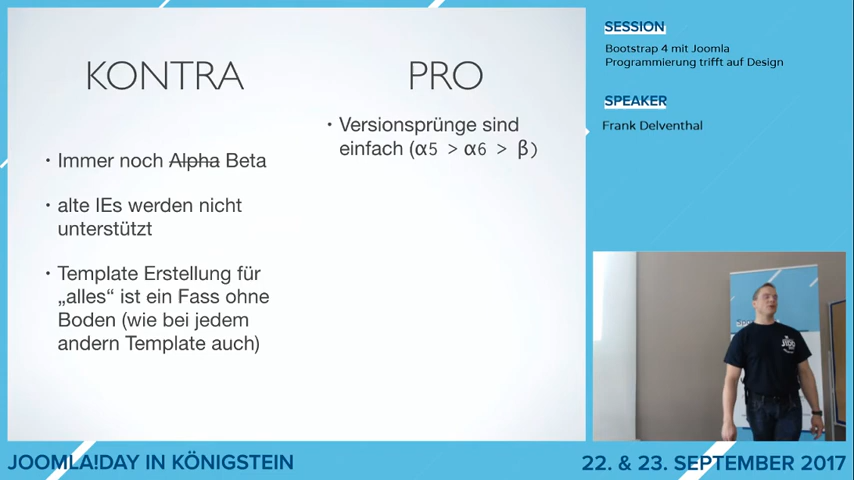 KONTRA
PRO
• Versionsprünge sind
einfach (α5 > α6 > β)
• Immer noch Alpha Beta
• alte IEs werden nicht
unterstützt
• Template Erstellung für
„alles“ ist ein Fass ohne
Boden (wie bei jedem
andern Template auch)
SESSION
Bootstrap 4 mit Joomla
Programmierung trifft auf Design
SPEAKER
Frank Delventhal
JOOMLA!DAY IN KÖNIGSTEIN
22. & 23. SEPTEMBER 2017